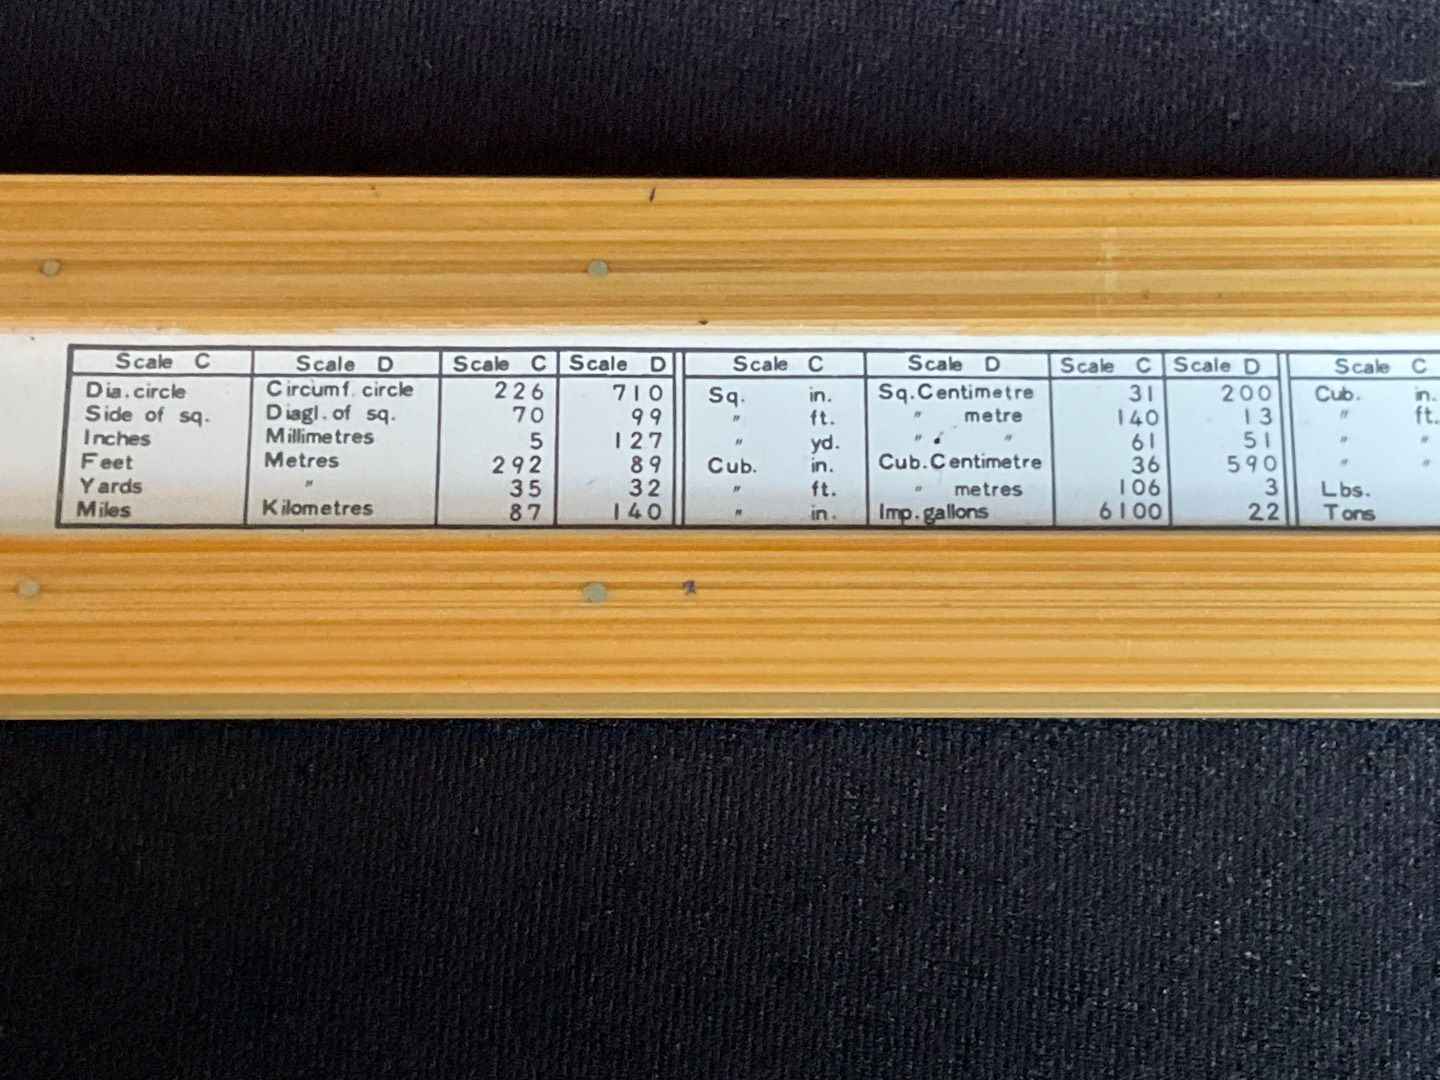 Scale C Scale D Scale C Scale D Scale C Scale D Scale C Scale D Scale C
Dia. circle Circumf. circle 226 710 Sq. in. Sq. Centimetre 31 200 Cub. in.
Side of sq. Diagl. of sq. 70 99 " ft. " metre 140 13 " ft.
Inches Millimetres 5 127 " yd. " " 61 51 " "
Feet Metres 292 89 Cub. in. Cub. Centimetre 36 590 " "
Yards " 35 32 " ft. " metres 106 3 Lbs.
Miles Kilometres 87 140 " in. Imp. gallons 6100 22 Tons